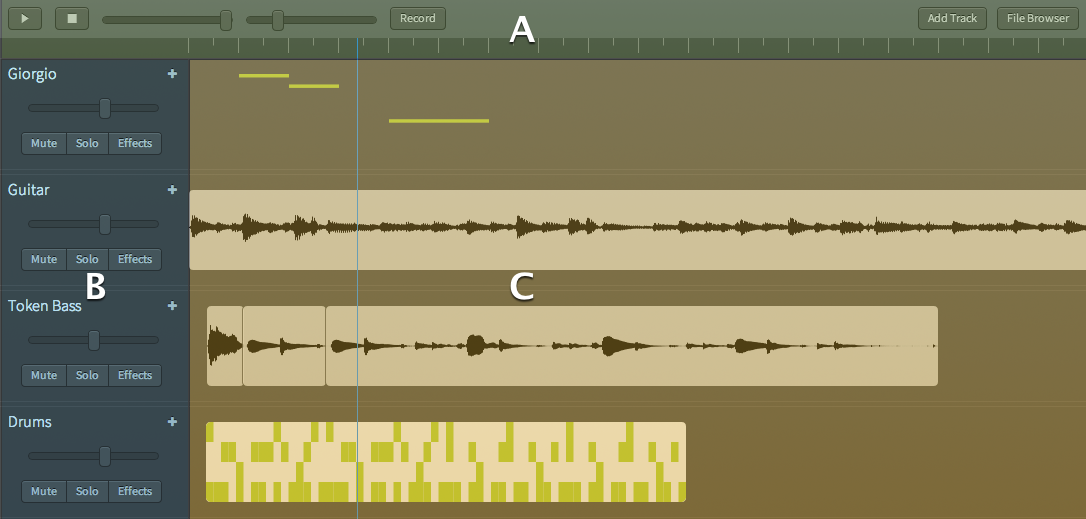 Record
A
Add Track
File Browser
Giorgio
Mute Solo Effects
Guitar
Mute Solo Effects
B
C
Token Bass
Mute Solo Effects
Drums
Mute Solo Effects